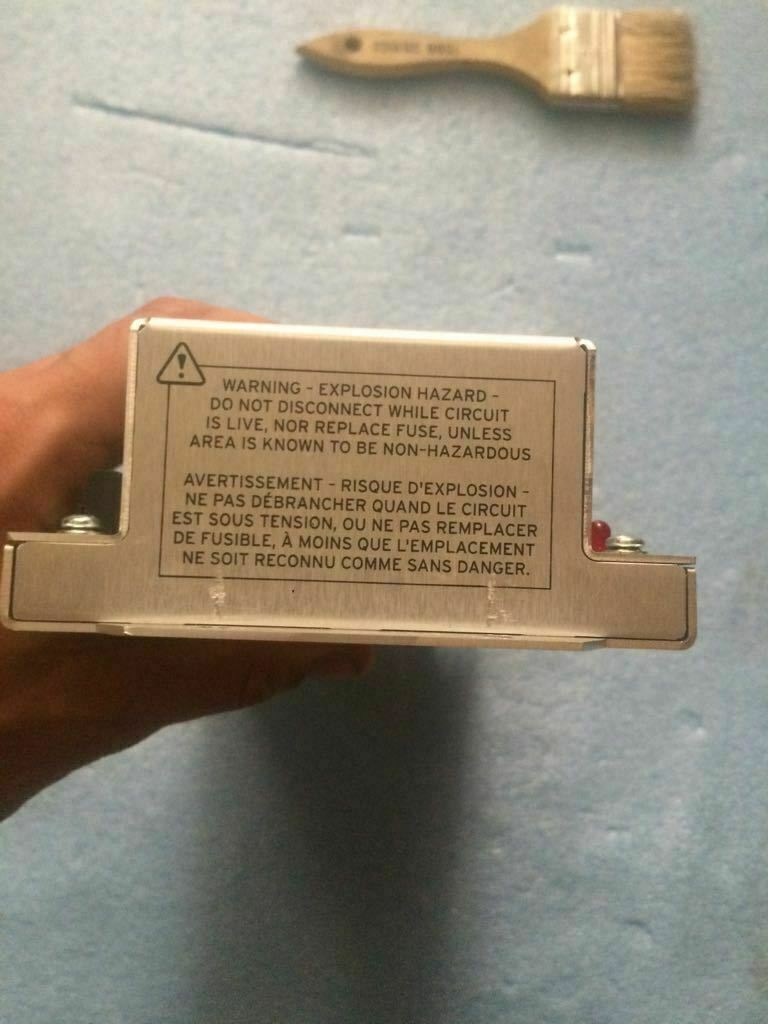 WARNING - EXPLOSION HAZARD -
DO NOT DISCONNECT WHILE CIRCUIT
IS LIVE, NOR REPLACE FUSE, UNLESS
AREA IS KNOWN TO BE NON-HAZARDOUS
AVERTISSEMENT - RISQUE D'EXPLOSION -
NE PAS DÉBRANCHER QUAND LE CIRCUIT
EST SOUS TENSION, OU NE PAS REMPLACER
DE FUSIBLE, À MOINS QUE L'EMPLACEMENT
NE SOIT RECONNU COMME SANS DANGER.